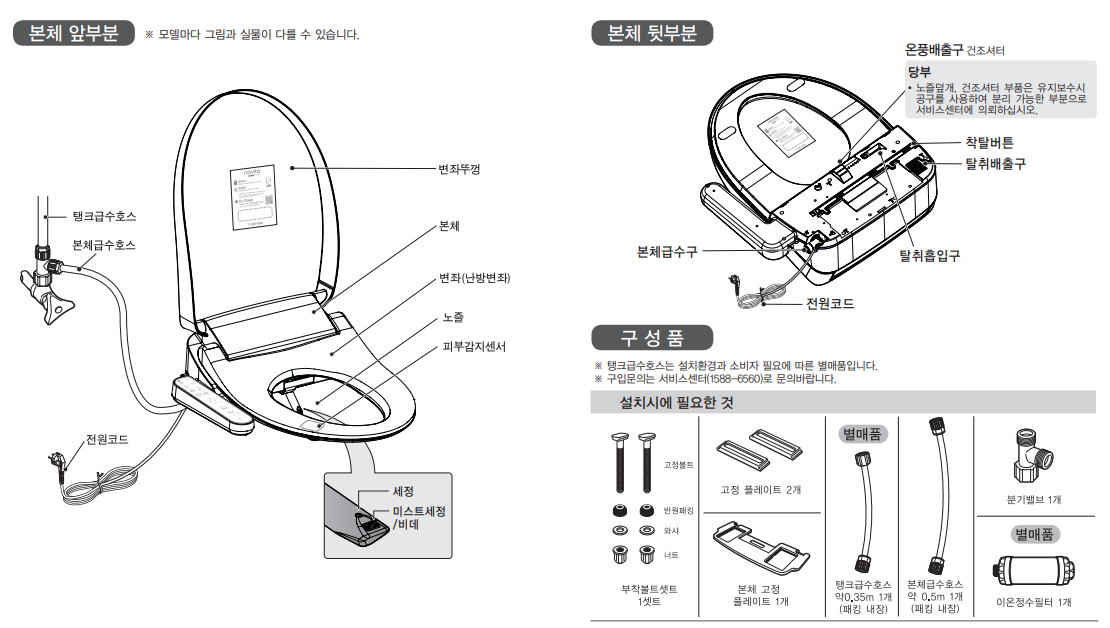 본체 앞부분
※ 모델마다 그림과 실물이 다를 수 있습니다.
novita
변좌뚜껑
탱크급수호스
본체
본체급수호스
변좌(난방변좌)
노즐
피부감지센서
전원코드
세정
미스트세정
/비데
본체 뒷부분
온풍배출구 건조셔터
당부
• 노즐덮개, 건조셔터 부품은 유지보수시
공구를 사용하여 분리 가능한 부분으로
서비스센터에 의뢰하십시오.
착탈버튼
탈취배출구
본체급수구
탈취흡입구
전원코드
구 성 품
※ 탱크급수호스는 설치환경과 소비자 필요에 따른 별매품입니다.
※ 구입문의는 서비스센터(1588-6560)로 문의바랍니다.
설치시에 필요한 것
고정볼트
반원패킹
와샤
너트
부착볼트셋트
1셋트
고정 플레이트 2개
본체 고정
플레이트 1개
별매품
탱크급수호스
약0.35m 1개
(패킹 내장)
본체급수호스
약 0.5m 1개
(패킹 내장)
분기밸브 1개
별매품
이온정수필터 1개